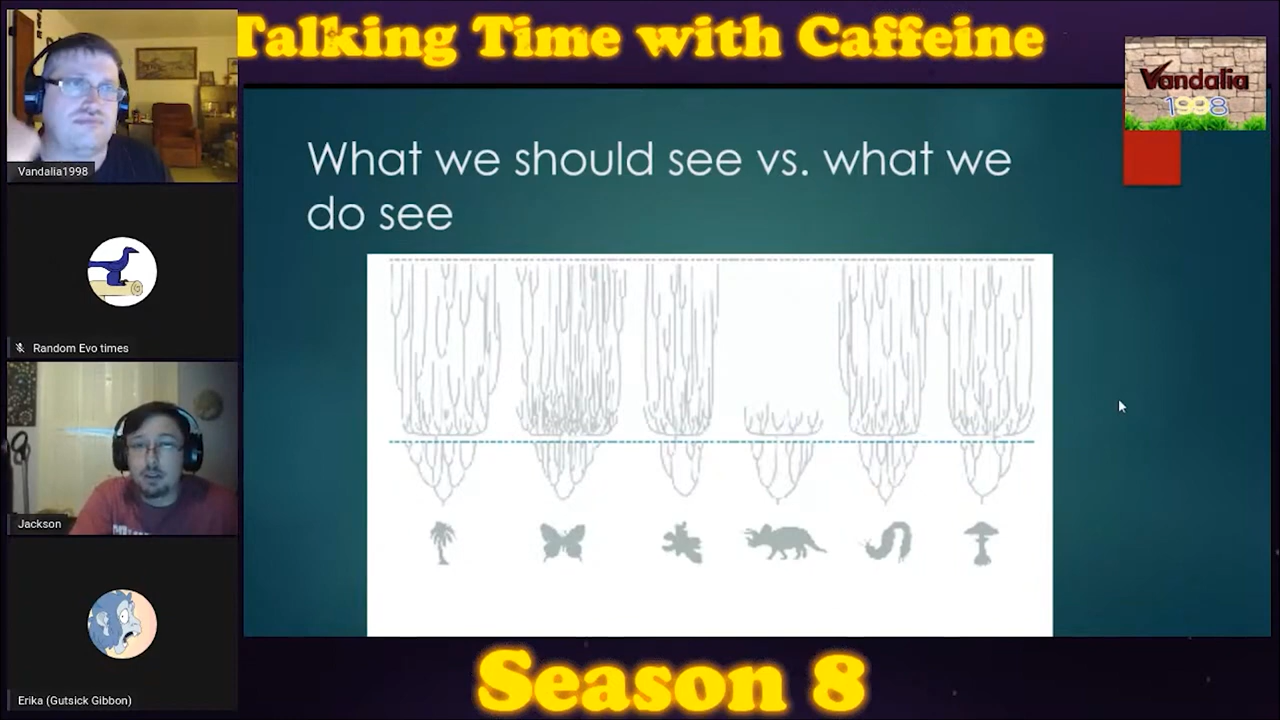 Talking Time with Caffeine
Vandalia
1998
What we should see vs. what we
do see
Vandalia1998
Random Evo times
Jackson
Erika (Gutsick Gibbon)
Season 8